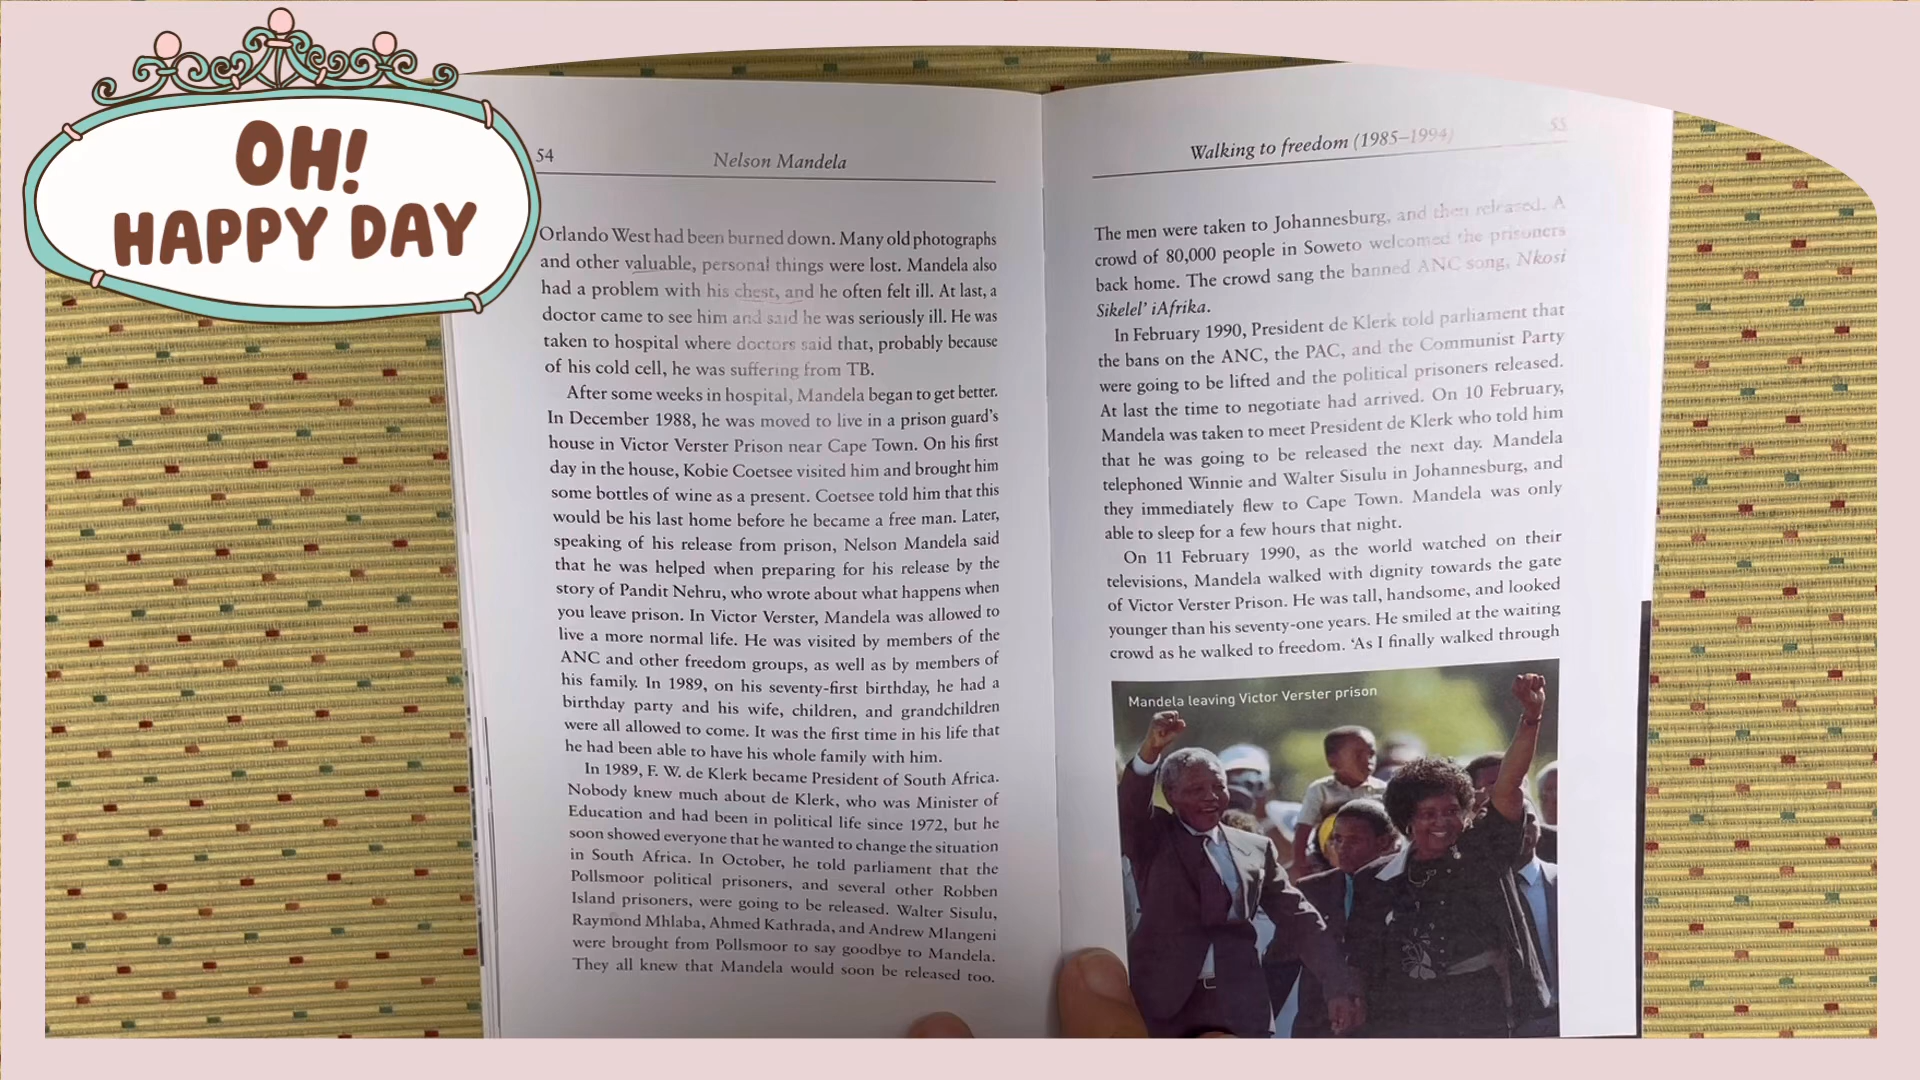 OH!
HAPPY DAY
54
Nelson Mandela
Orlando West had been burned down. Many old photographs
and other valuable, personal things were lost. Mandela also
had a problem with his chest, and he often felt ill. At last, a
doctor came to see him and said he was seriously ill. He was
taken to hospital where doctors said that, probably because
of his cold cell, he was suffering from TB.
After some weeks in hospital, Mandela began to get better.
In December 1988, he was moved to live in a prison guard's
house in Victor Verster Prison near Cape Town. On his first
day in the house, Kobie Coetsee visited him and brought him
some bottles of wine as a present. Coetsee told him that this
would be his last home before he became a free man. Later,
speaking of his release from prison, Nelson Mandela said
that he was helped when preparing for his release by the
story of Pandit Nehru, who wrote about what happens when
you leave prison. In Victor Verster, Mandela was allowed to
live a more normal life. He was visited by members of the
ANC and other freedom groups, as well as by members of
his family. In 1989, on his seventy-first birthday, he had a
birthday party and his wife, children, and grandchildren
were all allowed to come. It was the first time in his life that
he had been able to have his whole family with him.
In 1989, F. W. de Klerk became President of South Africa.
Nobody knew much about de Klerk, who was Minister of
Education and had been in political life since 1972, but he
soon showed everyone that he wanted to change the situation
in South Africa. In October, he told parliament that the
Pollsmoor political prisoners, and several other Robben
Island prisoners, were going to be released. Walter Sisulu,
Raymond Mhlaba, Ahmed Kathrada, and Andrew Mlangeni
were brought from Pollsmoor to say goodbye to Mandela.
They all knew that Mandela would soon be released too.
Walking to freedom (1985–1994)
55
The men were taken to Johannesburg, and then released. A
crowd of 80,000 people in Soweto welcomed the prisoners
back home. The crowd sang the banned ANC song, Nkosi
Sikelel' iAfrika.
In February 1990, President de Klerk told parliament that
the bans on the ANC, the PAC, and the Communist Party
were going to be lifted and the political prisoners released.
At last the time to negotiate had arrived. On 10 February,
Mandela was taken to meet President de Klerk who told him
that he was going to be released the next day. Mandela
telephoned Winnie and Walter Sisulu in Johannesburg, and
they immediately flew to Cape Town. Mandela was only
able to sleep for a few hours that night.
On 11 February 1990, as the world watched on their
televisions, Mandela walked with dignity towards the gate
of Victor Verster Prison. He was tall, handsome, and looked
younger than his seventy-one years. He smiled at the waiting
crowd as he walked to freedom. 'As I finally walked through
Mandela leaving Victor Verster prison